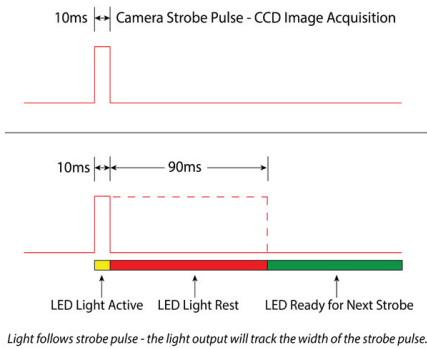 10ms Camera Strobe Pulse - CCD Image Acquisition
10ms 90ms
LED Light Active LED Light Rest LED Ready for Next Strobe
Light follows strobe pulse - the light output will track the width of the strobe pulse.